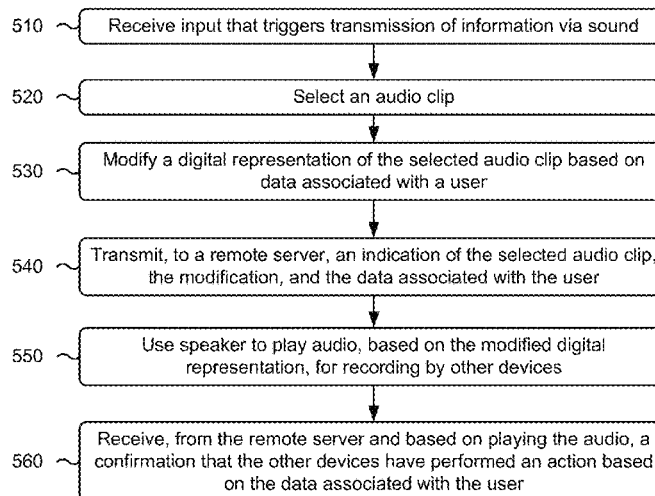 510 Receive input that triggers transmission of information via sound
520 Select an audio clip
530 Modify a digital representation of the selected audio clip based on
data associated with a user
540 Transmit, to a remote server, an indication of the selected audio clip,
the modification, and the data associated with the user
550 Use speaker to play audio, based on the modified digital
representation, for recording by other devices
560 Receive, from the remote server and based on playing the audio, a
confirmation that the other devices have performed an action based
on the data associated with the user